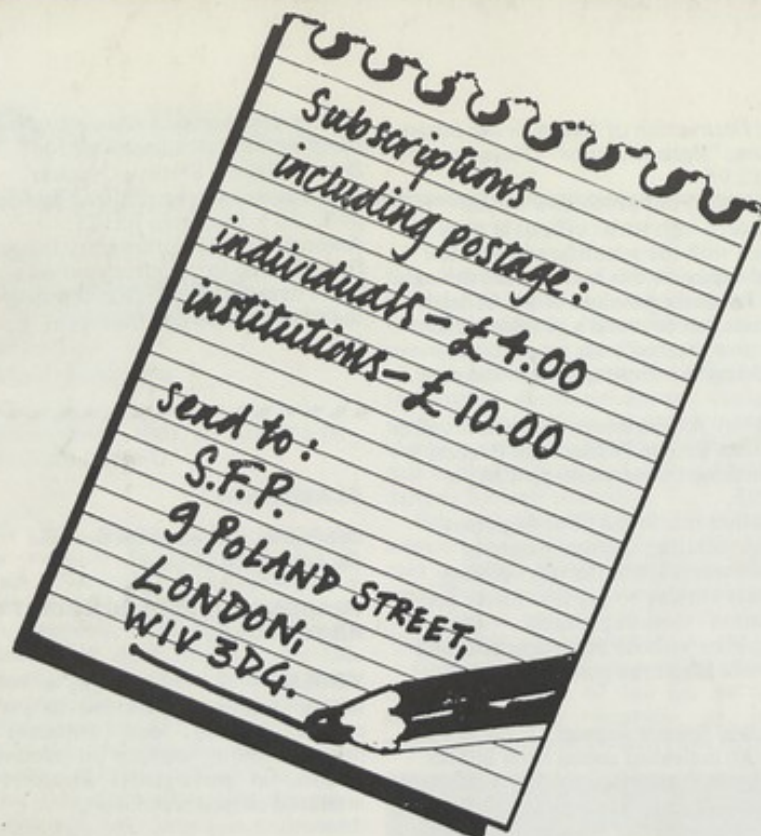 Subscriptions
including postage:
individuals - £4.00
institutions - £10.00
send to:
S.F.P.
9 POLAND STREET,
LONDON,
W1V 3DG.